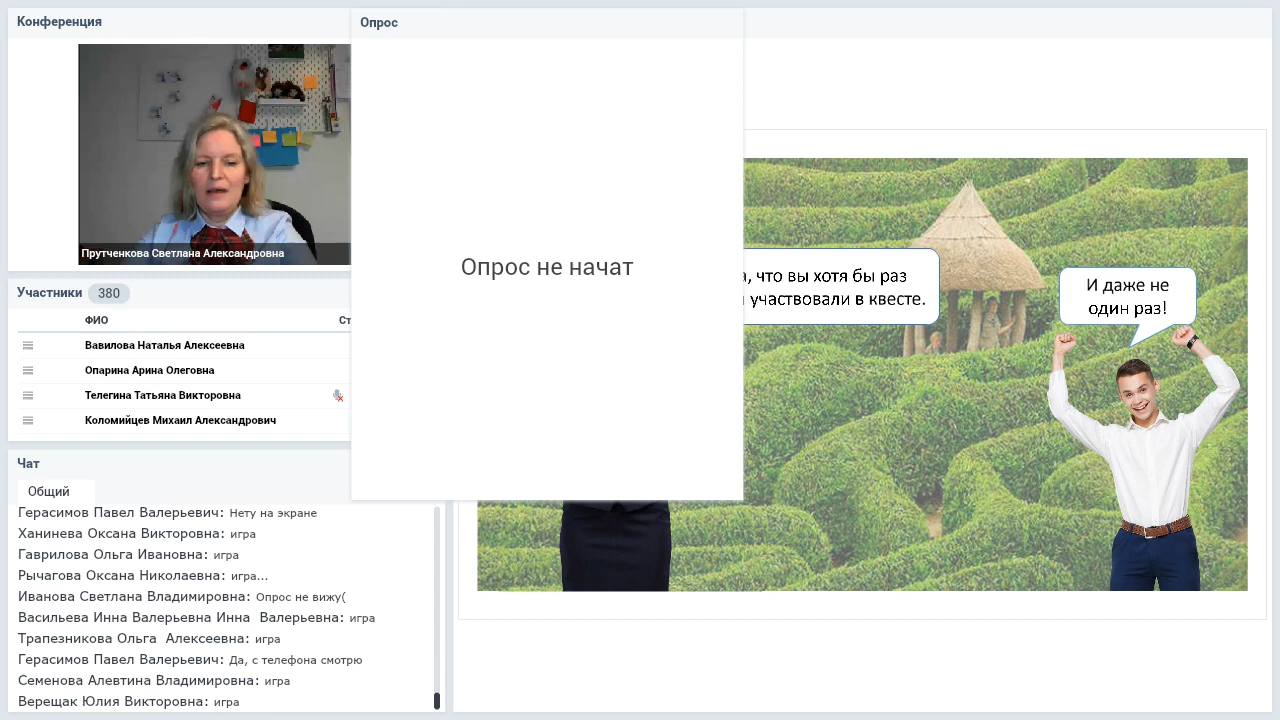 Конференция
Прутченкова Светлана Александровна
Участники 380
ФИО Ст
Вавилова Наталья Алексеевна
Опарина Арина Олеговна
Телегина Татьяна Викторовна
Коломийцев Михаил Александрович
Чат
Общий
Герасимов Павел Валерьевич: Нету на экране
Ханинева Оксана Викторовна: игра
Гаврилова Ольга Ивановна: игра
Рычагова Оксана Николаевна: игра...
Иванова Светлана Владимировна: Опрос не вижу(
Васильева Инна Валерьевна Инна Валерьевна: игра
Трапезникова Ольга Алексеевна: игра
Герасимов Павел Валерьевич: Да, с телефона смотрю
Семенова Алевтина Владимировна: игра
Верещак Юлия Викторовна: игра
Опрос
Опрос не начат
а, что вы хотя бы раз
участвовали в квесте.
И даже не
один раз!